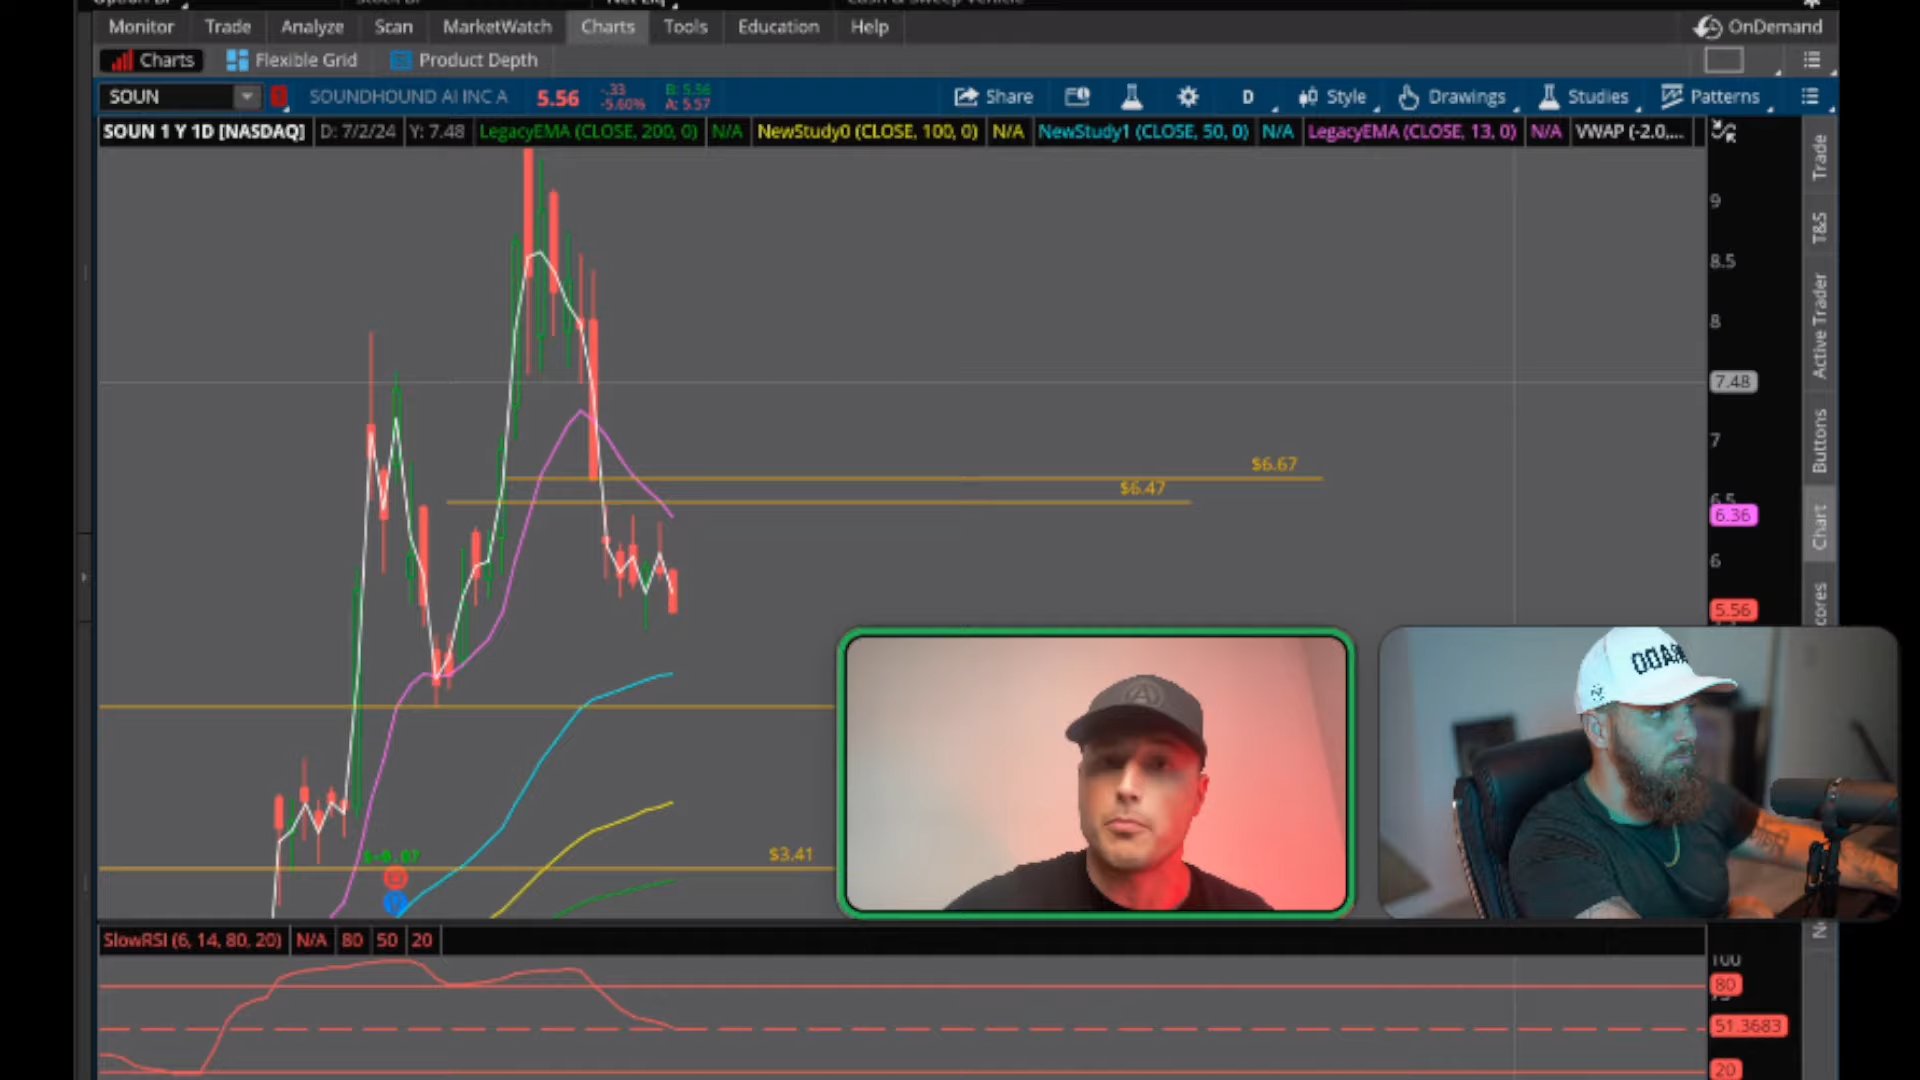 Monitor Trade Analyze Scan MarketWatch Charts Tools Education Help OnDemand
Charts Flexible Grid Product Depth
SOUN SOUNDHOUND AI INC A 5.56 -.33 -5.60% B: 5.56 A: 5.57 Share D Style Drawings Studies Patterns
SOUN 1 Y 1D [NASDAQ] D: 7/2/24 Y: 7.48 LegacyEMA (CLOSE, 200, 0) N/A NewStudy0 (CLOSE, 100, 0) N/A NewStudy1 (CLOSE, 50, 0) N/A LegacyEMA (CLOSE, 13, 0) N/A VWAP (-2.0,...
Trade
9
T&S
8.5
8
Active Trader
7.48
7
Buttons
$6.67
$6.47
6.5
6.36
Chart
6
5.56
$3.41
SlowRSI (6, 14, 80, 20) N/A 80 50 20
100
80
51.3683
20